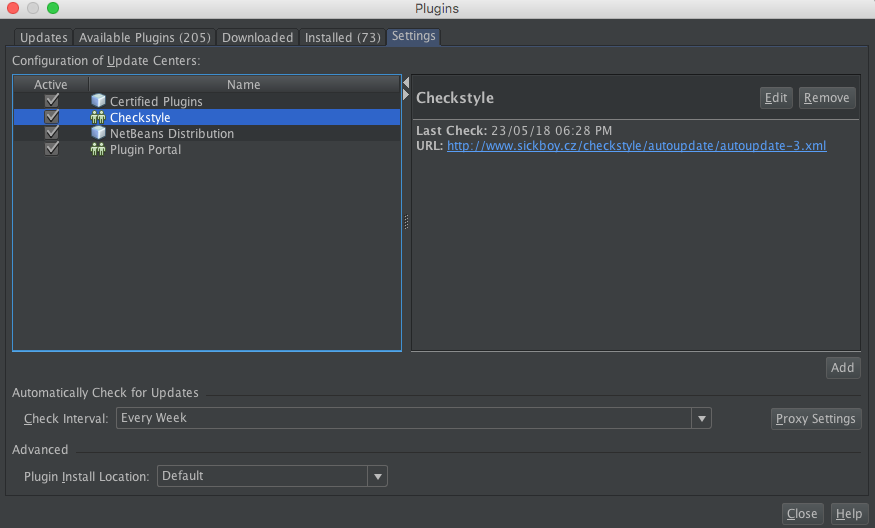 Plugins
Updates Available Plugins (205) Downloaded Installed (73) Settings
Configuration of Update Centers:
Active Name
Certified Plugins
Checkstyle
NetBeans Distribution
Plugin Portal
Checkstyle Edit Remove
Last Check: 23/05/18 06:28 PM
URL: http://www.sickboy.cz/checkstyle/autoupdate/autoupdate-3.xml
Add
Automatically Check for Updates
Check Interval: Every Week Proxy Settings
Advanced
Plugin Install Location: Default
Close Help